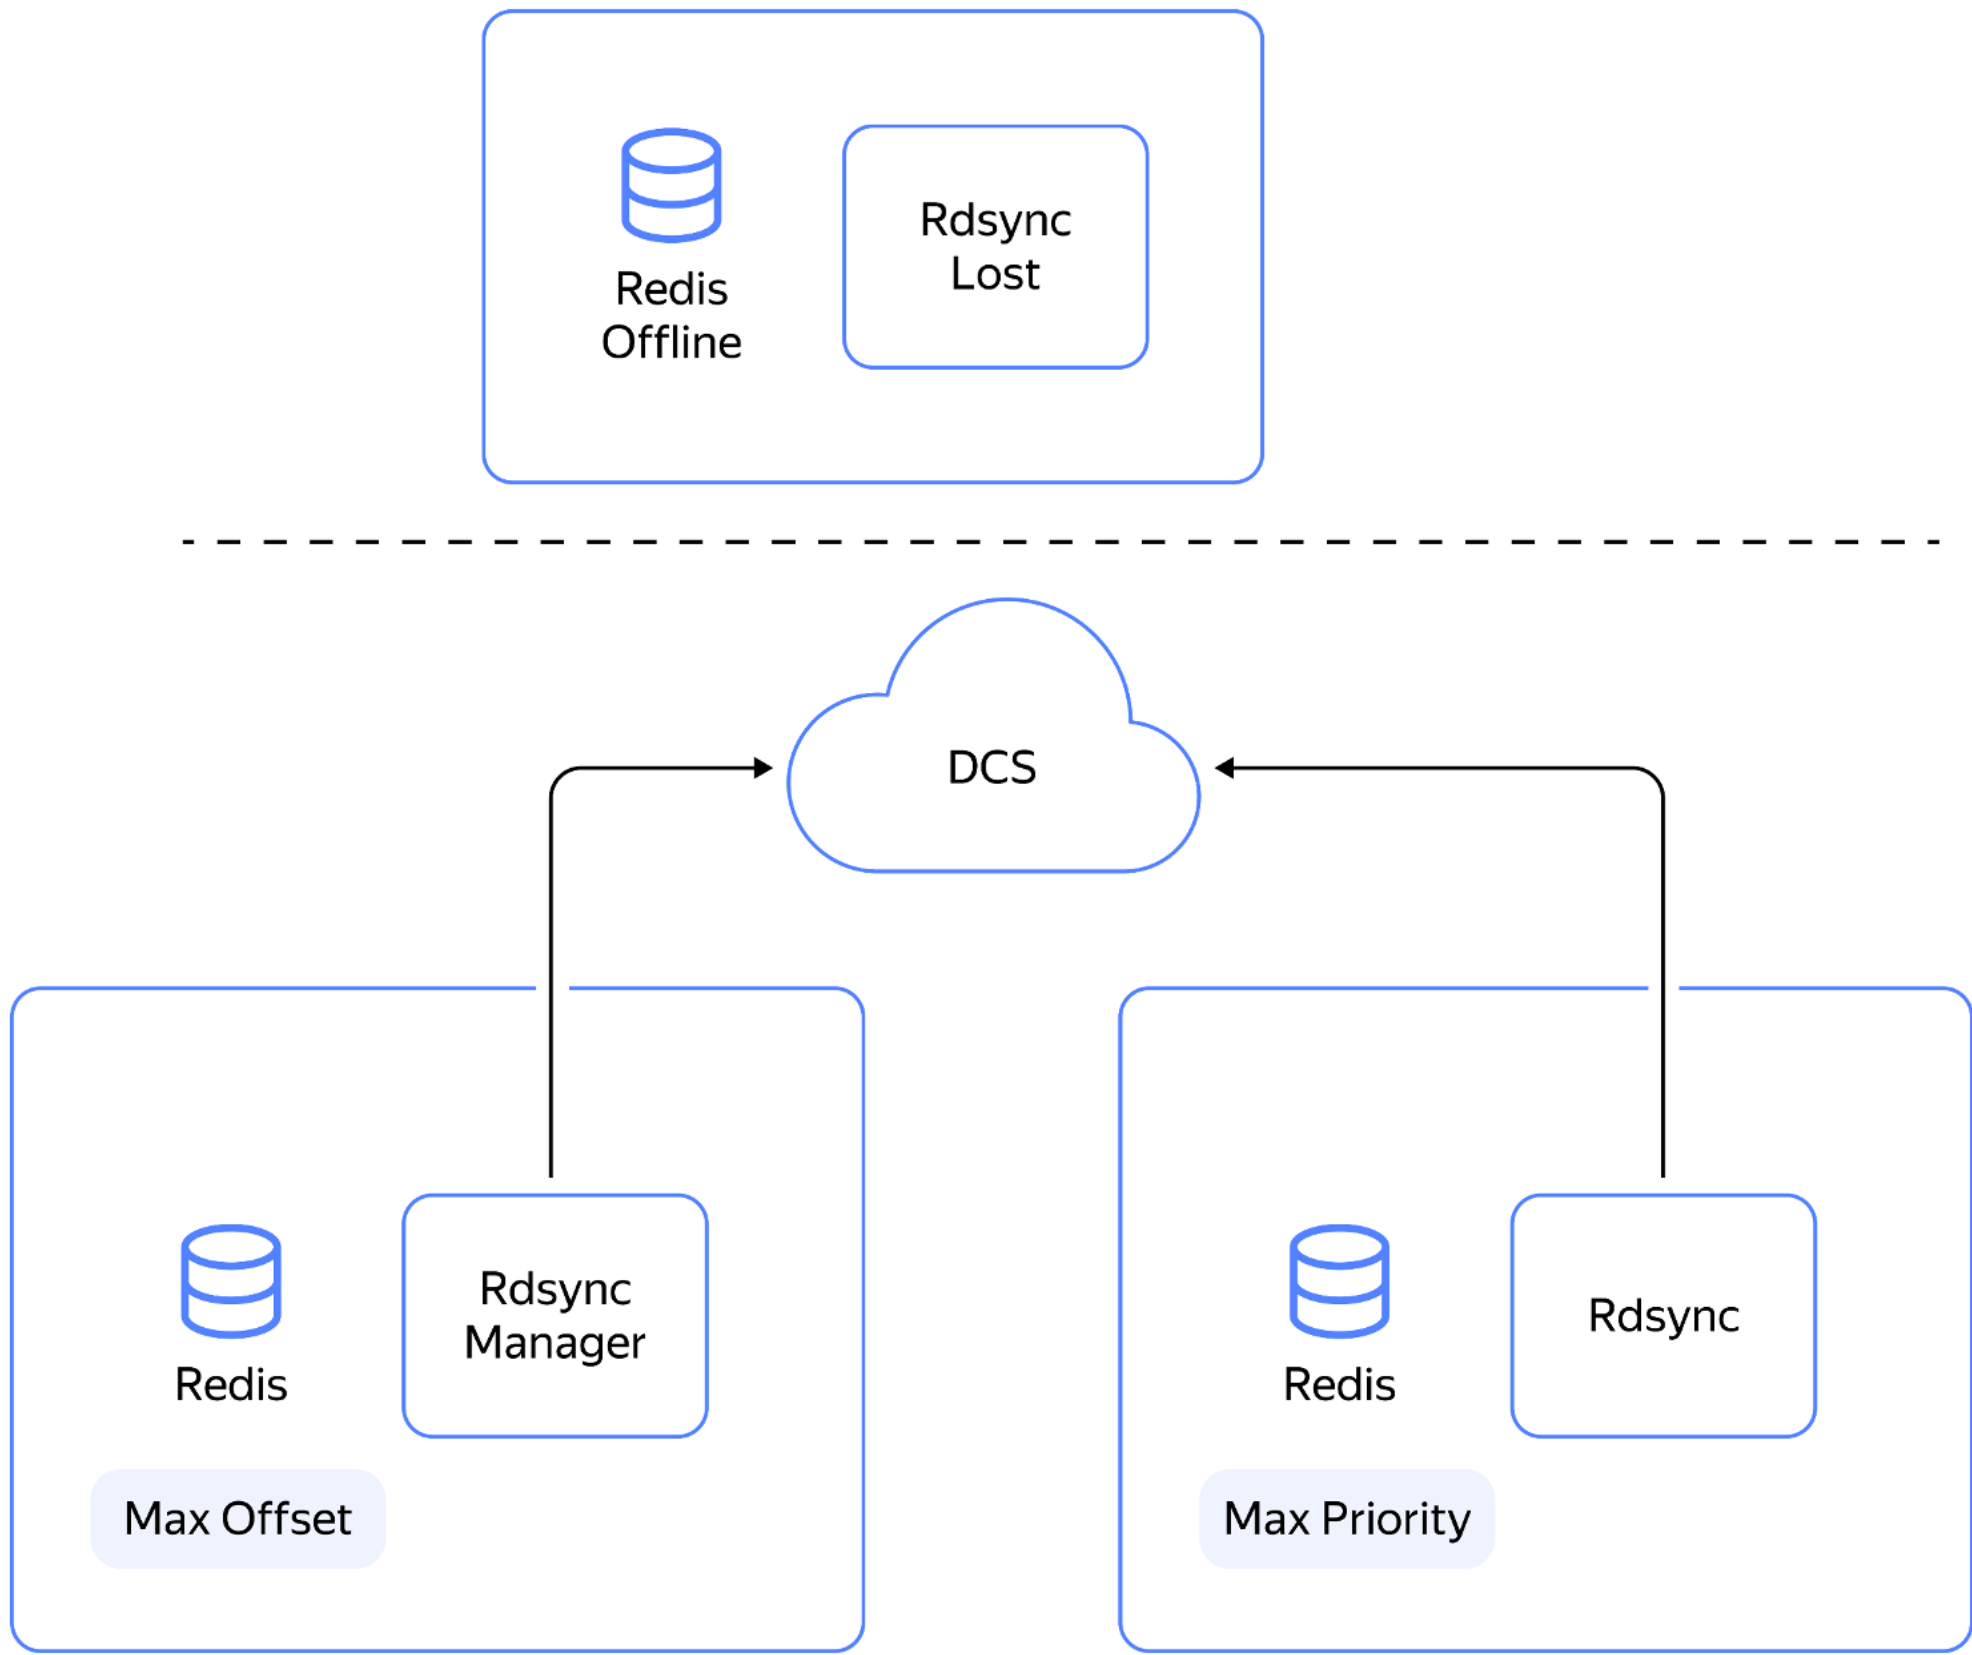 Redis
Offline
Rdsync
Lost
DCS
Redis
Rdsync
Manager
Max Offset
Redis
Rdsync
Max Priority